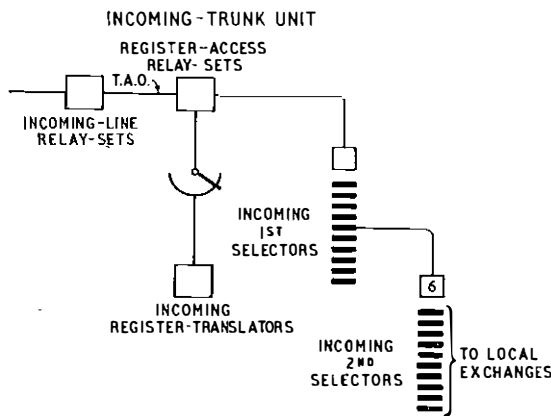 INCOMING-TRUNK UNIT
REGISTER-ACCESS
RELAY-SETS
T.A.O.
INCOMING-LINE
RELAY-SETS
INCOMING
1ST
SELECTORS
INCOMING
REGISTER-TRANSLATORS
6
INCOMING
2ND
SELECTORS
TO LOCAL
EXCHANGES